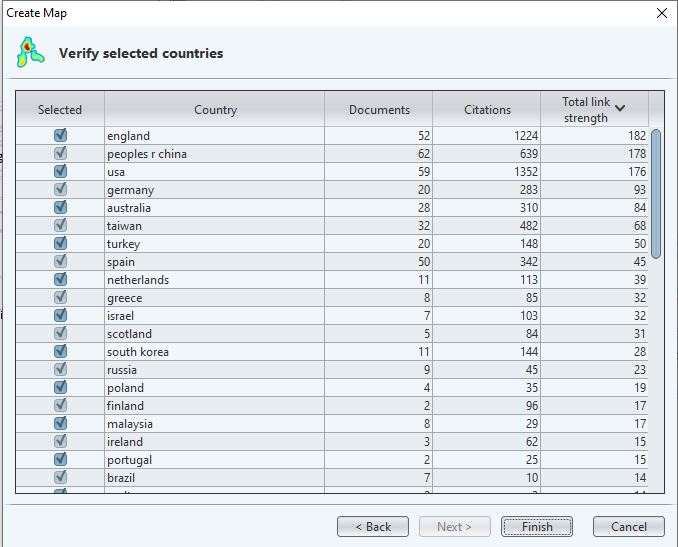 Create Map
Verify selected countries
Selected Country Documents Citations Total link strength
england 52 1224 182
peoples r china 62 639 178
usa 59 1352 176
germany 20 283 93
australia 28 310 84
taiwan 32 482 68
turkey 20 148 50
spain 50 342 45
netherlands 11 113 39
greece 8 85 32
israel 7 103 32
scotland 5 84 31
south korea 11 144 28
russia 9 45 23
poland 4 35 19
finland 2 96 17
malaysia 8 29 17
ireland 3 62 15
portugal 2 25 15
brazil 7 10 14
< Back Next > Finish Cancel